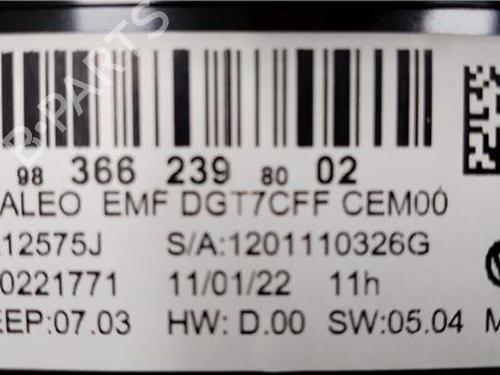 B-PARTS
98 366 239 80 02
ALEO EMF DGT7CFF CEM00
12575J S/A:1201110326G
0221771 11/01/22 11h
EEP:07.03 HW: D.00 SW:05.04 M